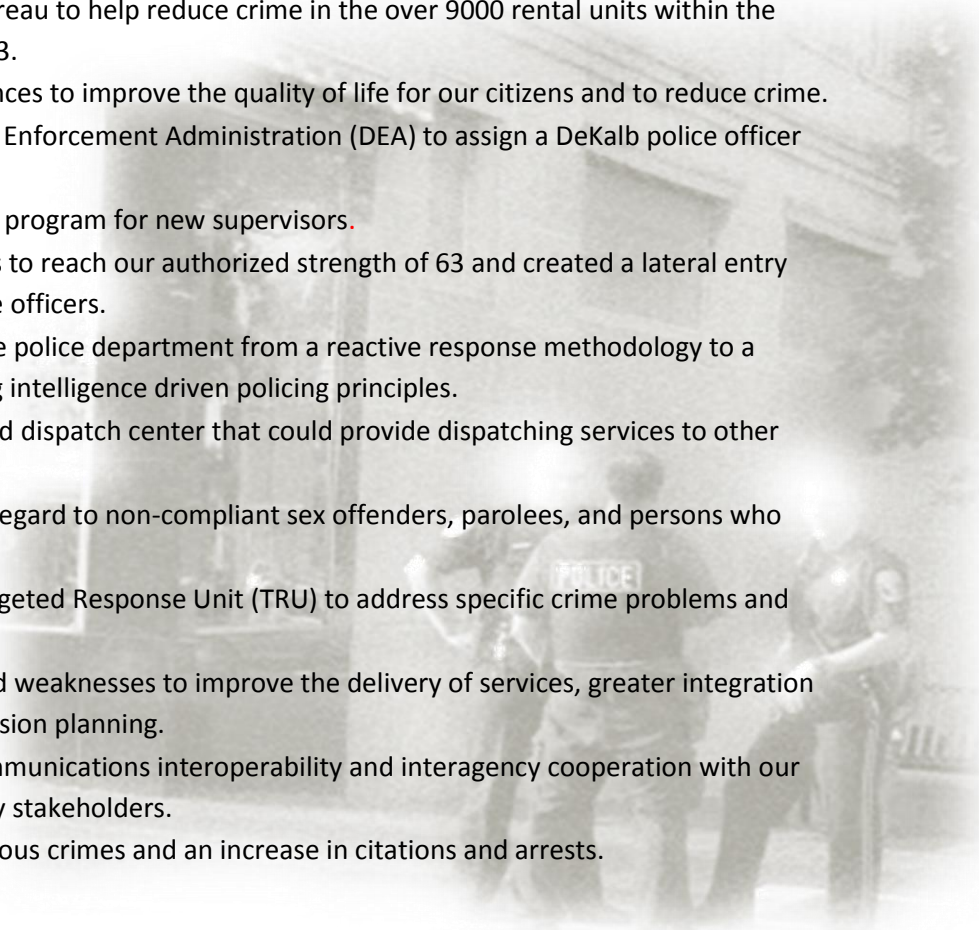 reau to help reduce crime in the over 9000 rental units within the
3.
nces to improve the quality of life for our citizens and to reduce crime.
Enforcement Administration (DEA) to assign a DeKalb police officer
program for new supervisors.
s to reach our authorized strength of 63 and created a lateral entry
e officers.
e police department from a reactive response methodology to a
g intelligence driven policing principles.
d dispatch center that could provide dispatching services to other
egard to non-compliant sex offenders, parolees, and persons who
POLICE
rgeted Response Unit (TRU) to address specific crime problems and
d weaknesses to improve the delivery of services, greater integration
sion planning.
mmunications interoperability and interagency cooperation with our
y stakeholders.
ous crimes and an increase in citations and arrests.